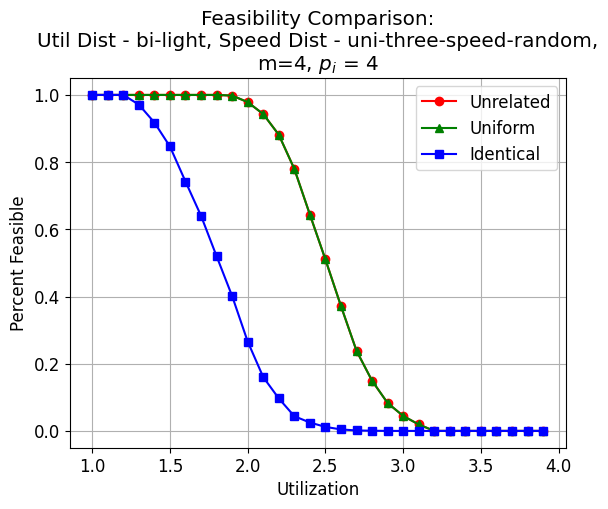 Feasibility Comparison:
Util Dist - bi-light, Speed Dist - uni-three-speed-random,
m=4, p_i = 4
Unrelated
Uniform
Identical
Percent Feasible
1.0
0.8
0.6
0.4
0.2
0.0
1.0 1.5 2.0 2.5 3.0 3.5 4.0
Utilization